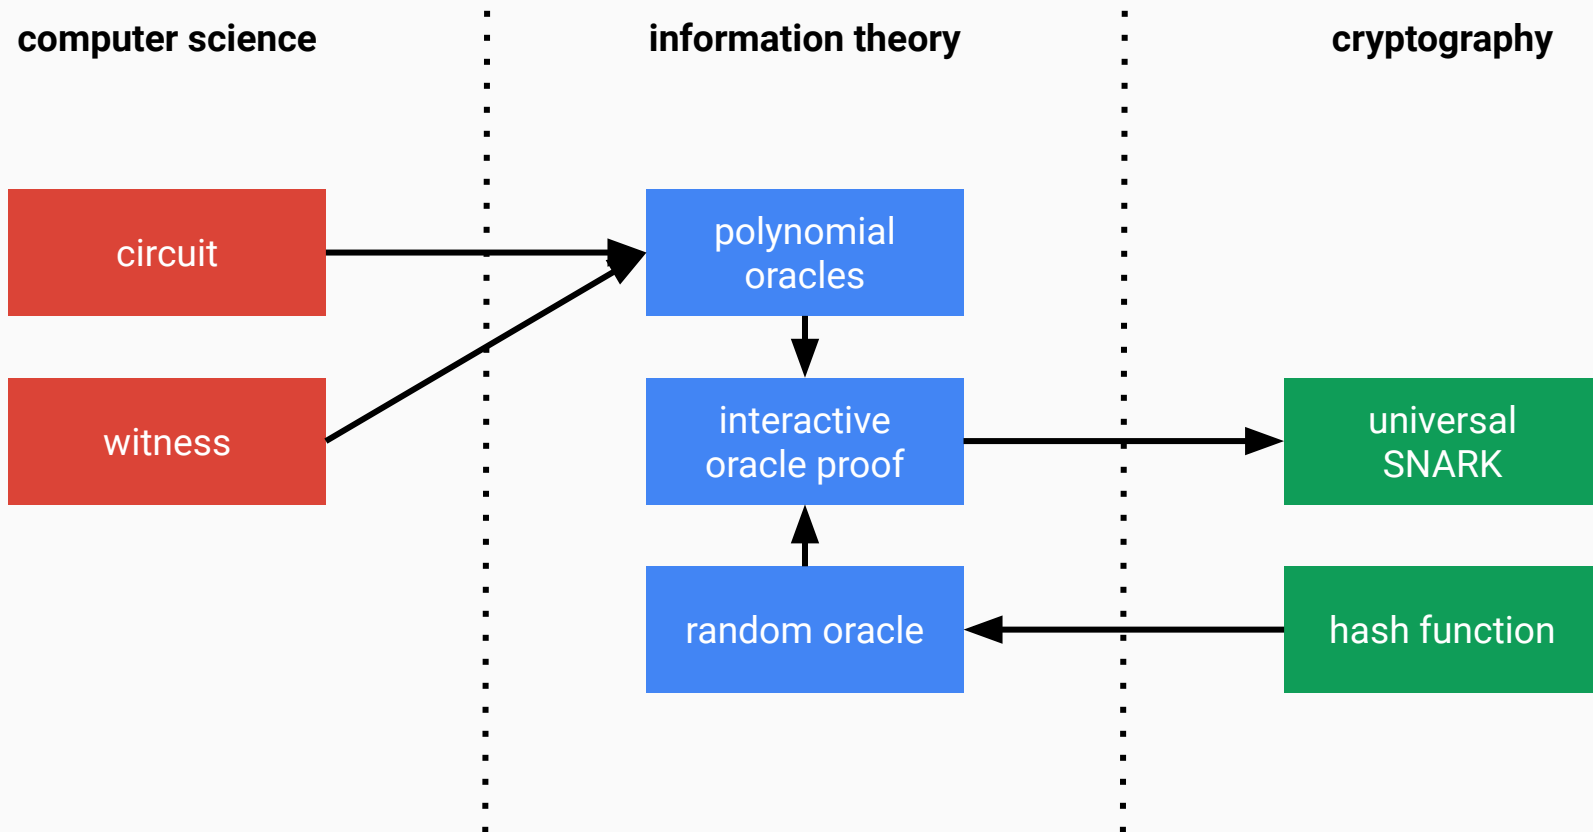 computer science
information theory
cryptography
circuit
polynomial
oracles
witness
interactive
oracle proof
universal
SNARK
random oracle
hash function